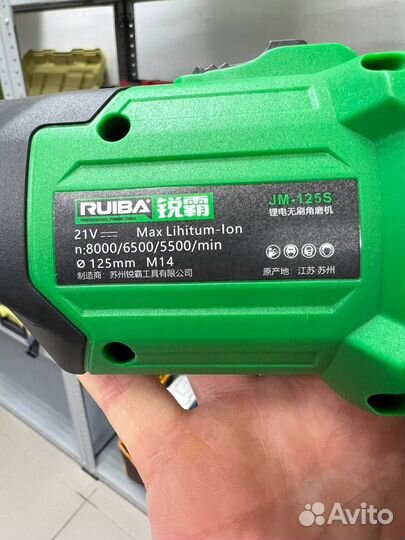 RUIBA 锐霸
PROFESSIONAL POWER TOOLS
JM-125S
锂电无刷角磨机
21V Max Lihitum-Ion
n:8000/6500/5500/min
ø 125mm M14
制造商：苏州锐霸工具有限公司
原产地：江苏·苏州
Avito